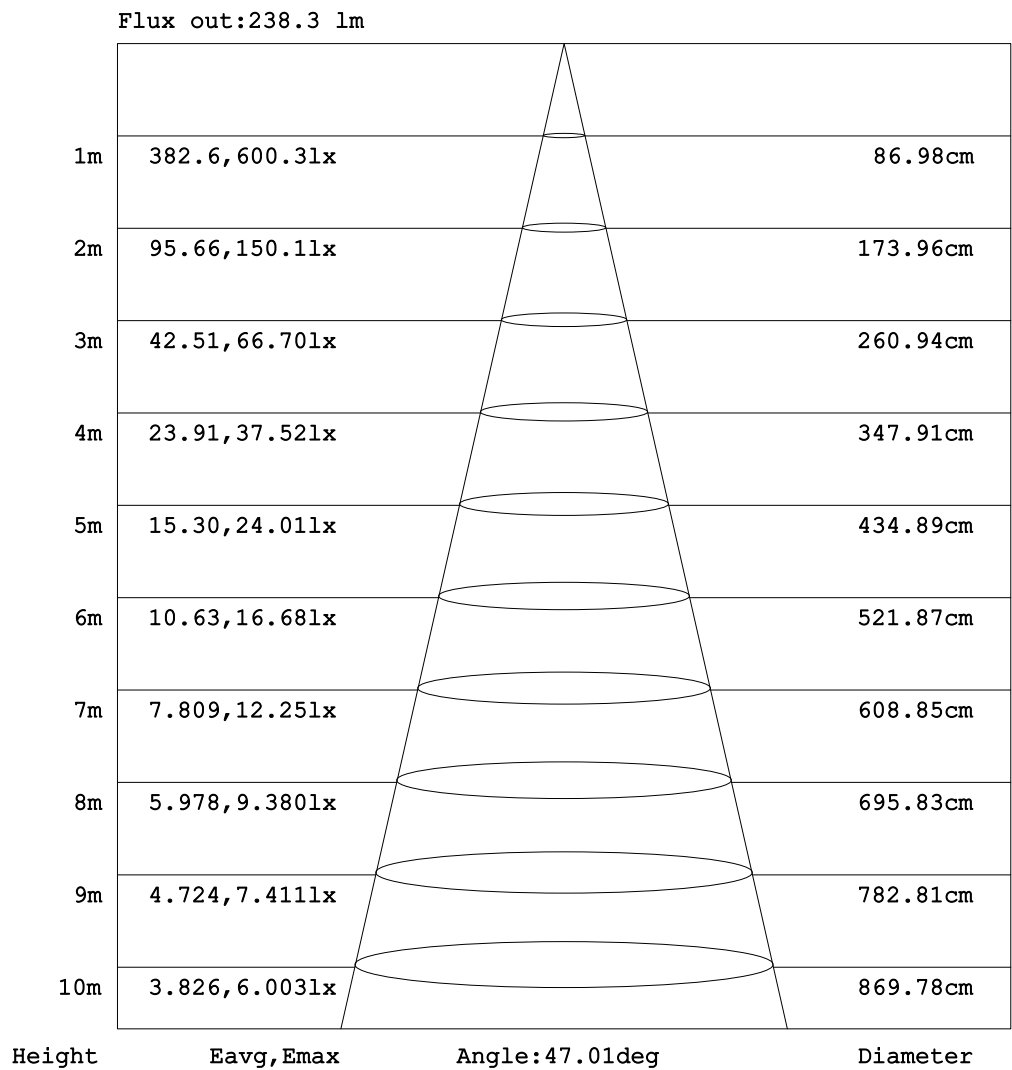 Flux out:238.3 lm
1m 382.6,600.3lx 86.98cm
2m 95.66,150.1lx 173.96cm
3m 42.51,66.70lx 260.94cm
4m 23.91,37.52lx 347.91cm
5m 15.30,24.01lx 434.89cm
6m 10.63,16.68lx 521.87cm
7m 7.809,12.25lx 608.85cm
8m 5.978,9.380lx 695.83cm
9m 4.724,7.411lx 782.81cm
10m 3.826,6.003lx 869.78cm
Height Eavg,Emax Angle:47.01deg Diameter